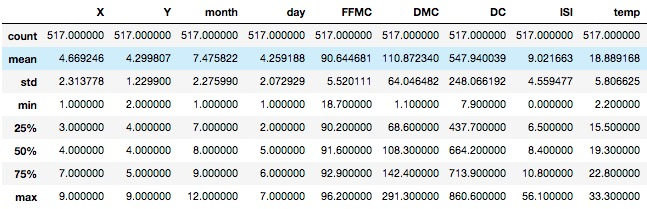 X Y month day FFMC DMC DC ISI temp
count 517.000000 517.000000 517.000000 517.000000 517.000000 517.000000 517.000000 517.000000 517.000000
mean 4.669246 4.299807 7.475822 4.259188 90.644681 110.872340 547.940039 9.021663 18.889168
std 2.313778 1.229900 2.275990 2.072929 5.520111 64.046482 248.066192 4.559477 5.806625
min 1.000000 2.000000 1.000000 1.000000 18.700000 1.100000 7.900000 0.000000 2.200000
25% 3.000000 4.000000 7.000000 2.000000 90.200000 68.600000 437.700000 6.500000 15.500000
50% 4.000000 4.000000 8.000000 5.000000 91.600000 108.300000 664.200000 8.400000 19.300000
75% 7.000000 5.000000 9.000000 6.000000 92.900000 142.400000 713.900000 10.800000 22.800000
max 9.000000 9.000000 12.000000 7.000000 96.200000 291.300000 860.600000 56.100000 33.300000